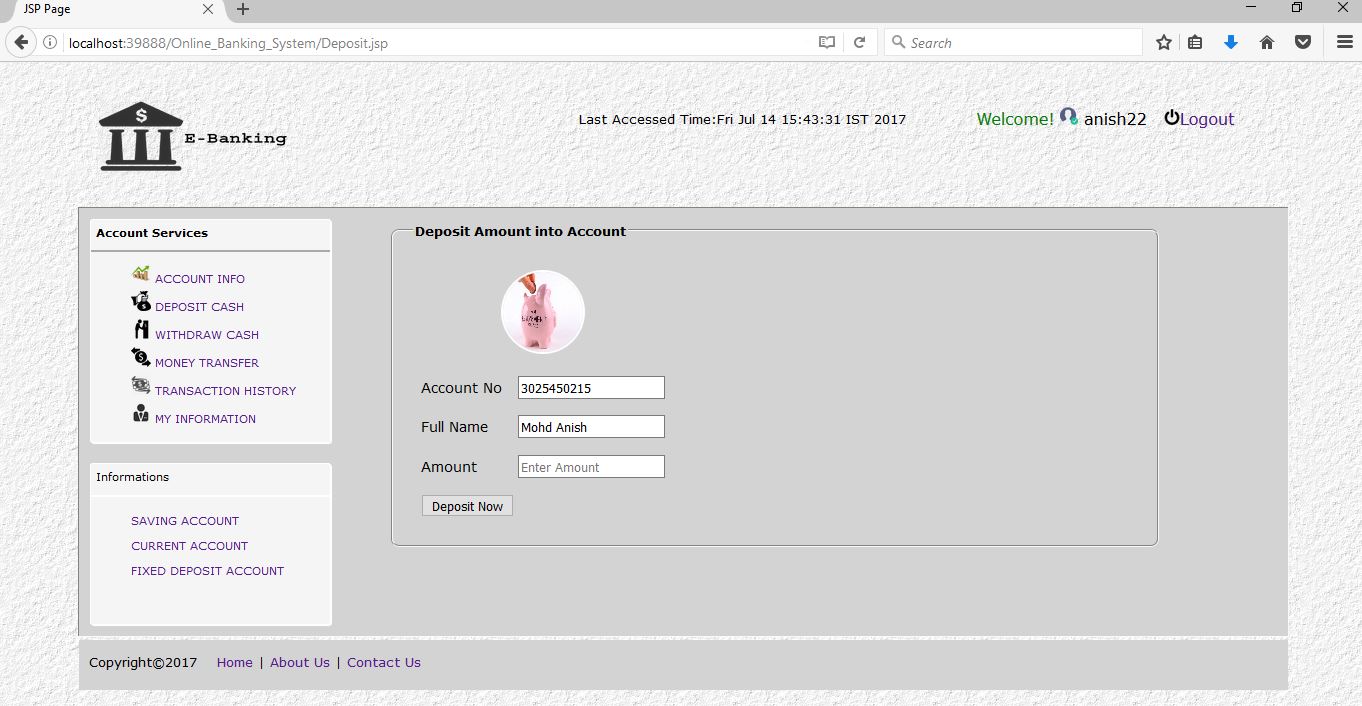 JSP Page
localhost:39888/Online_Banking_System/Deposit.jsp
Search
$
E-Banking
Last Accessed Time:Fri Jul 14 15:43:31 IST 2017
Welcome! anish22 Logout
Account Services
ACCOUNT INFO
DEPOSIT CASH
WITHDRAW CASH
MONEY TRANSFER
TRANSACTION HISTORY
MY INFORMATION
Informations
SAVING ACCOUNT
CURRENT ACCOUNT
FIXED DEPOSIT ACCOUNT
Deposit Amount into Account
Account No 3025450215
Full Name Mohd Anish
Amount Enter Amount
Deposit Now
Copyright©2017 Home | About Us | Contact Us